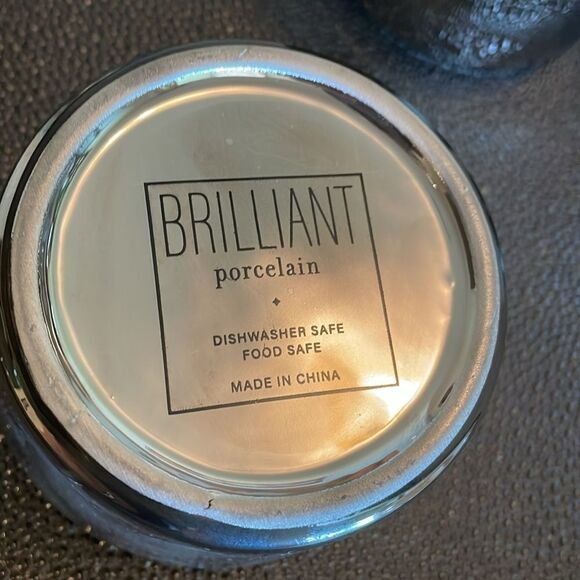 BRILLIANT
porcelain
DISHWASHER SAFE
FOOD SAFE
MADE IN CHINA